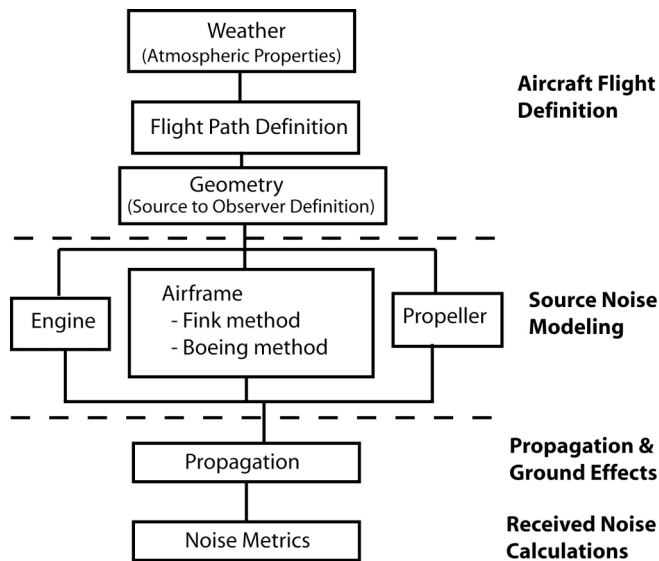 Weather
(Atmospheric Properties)
Aircraft Flight
Definition
Flight Path Definition
Geometry
(Source to Observer Definition)
Engine
Airframe
- Fink method
- Boeing method
Propeller
Source Noise
Modeling
Propagation
Propagation &
Ground Effects
Noise Metrics
Received Noise
Calculations